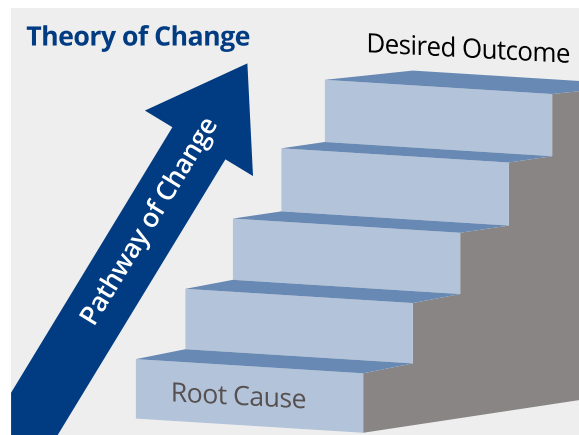 Theory of Change
Desired Outcome
Pathway of Change
Root Cause